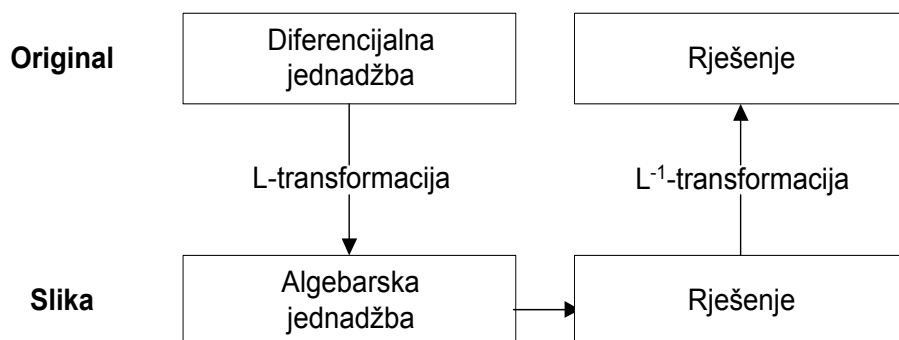 Original
Diferencijalna
jednadžba
Rješenje
L-transformacija
L-1-transformacija
Slika
Algebarska
jednadžba
Rješenje